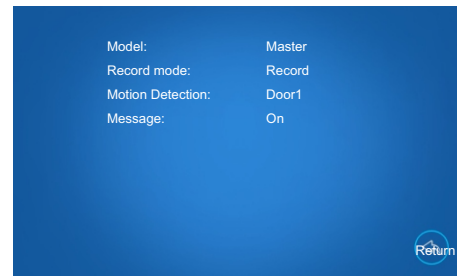 Model: Master
Record mode: Record
Motion Detection: Door1
Message: On
Return